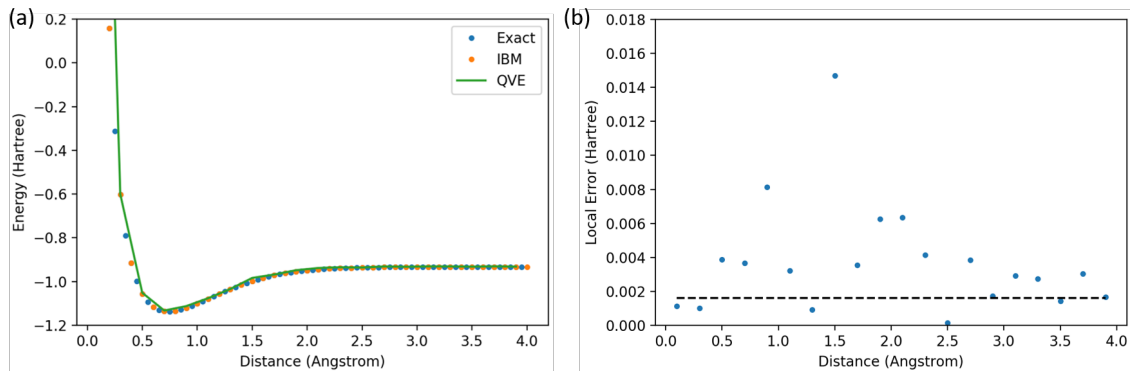 (a)
0.2
0.0
−0.2
−0.4
−0.6
−0.8
−1.0
−1.2
Energy (Hartree)
0.0 0.5 1.0 1.5 2.0 2.5 3.0 3.5 4.0
Distance (Angstrom)
Exact
IBM
QVE
(b)
0.018
0.016
0.014
0.012
0.010
0.008
0.006
0.004
0.002
0.000
Local Error (Hartree)
0.0 0.5 1.0 1.5 2.0 2.5 3.0 3.5 4.0
Distance (Angstrom)